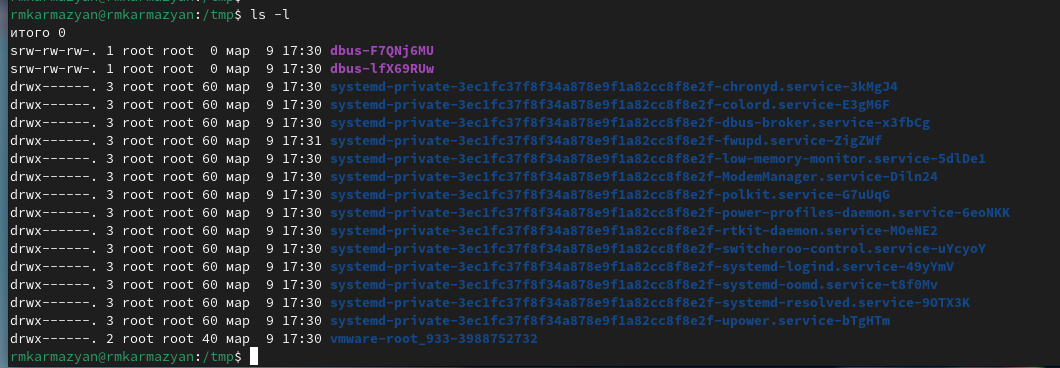 rmkarmazyan@rmkarmazyan:/tmp$ ls -l
итого 0
srw-rw-rw-. 1 root root  0 мар  9 17:30 dbus-F7QNj6MU
srw-rw-rw-. 1 root root  0 мар  9 17:30 dbus-lfX69RUw
drwx------. 3 root root 60 мар  9 17:30 systemd-private-3ec1fc37f8f34a878e9f1a82cc8f8e2f-chronyd.service-3kMgJ4
drwx------. 3 root root 60 мар  9 17:30 systemd-private-3ec1fc37f8f34a878e9f1a82cc8f8e2f-colord.service-E3gM6F
drwx------. 3 root root 60 мар  9 17:30 systemd-private-3ec1fc37f8f34a878e9f1a82cc8f8e2f-dbus-broker.service-x3fbCg
drwx------. 3 root root 60 мар  9 17:31 systemd-private-3ec1fc37f8f34a878e9f1a82cc8f8e2f-fwupd.service-ZigZWf
drwx------. 3 root root 60 мар  9 17:30 systemd-private-3ec1fc37f8f34a878e9f1a82cc8f8e2f-low-memory-monitor.service-5dlDe1
drwx------. 3 root root 60 мар  9 17:30 systemd-private-3ec1fc37f8f34a878e9f1a82cc8f8e2f-ModemManager.service-Diln24
drwx------. 3 root root 60 мар  9 17:30 systemd-private-3ec1fc37f8f34a878e9f1a82cc8f8e2f-polkit.service-G7uUqG
drwx------. 3 root root 60 мар  9 17:30 systemd-private-3ec1fc37f8f34a878e9f1a82cc8f8e2f-power-profiles-daemon.service-6eoNKK
drwx------. 3 root root 60 мар  9 17:30 systemd-private-3ec1fc37f8f34a878e9f1a82cc8f8e2f-rtkit-daemon.service-MOeNE2
drwx------. 3 root root 60 мар  9 17:30 systemd-private-3ec1fc37f8f34a878e9f1a82cc8f8e2f-switcheroo-control.service-uYcyoY
drwx------. 3 root root 60 мар  9 17:30 systemd-private-3ec1fc37f8f34a878e9f1a82cc8f8e2f-systemd-logind.service-49yYmV
drwx------. 3 root root 60 мар  9 17:30 systemd-private-3ec1fc37f8f34a878e9f1a82cc8f8e2f-systemd-oomd.service-t8f0Mv
drwx------. 3 root root 60 мар  9 17:30 systemd-private-3ec1fc37f8f34a878e9f1a82cc8f8e2f-systemd-resolved.service-9OTX3K
drwx------. 3 root root 60 мар  9 17:30 systemd-private-3ec1fc37f8f34a878e9f1a82cc8f8e2f-upower.service-bTgHTm
drwx------. 2 root root 40 мар  9 17:30 vmware-root_933-3988752732
rmkarmazyan@rmkarmazyan:/tmp$